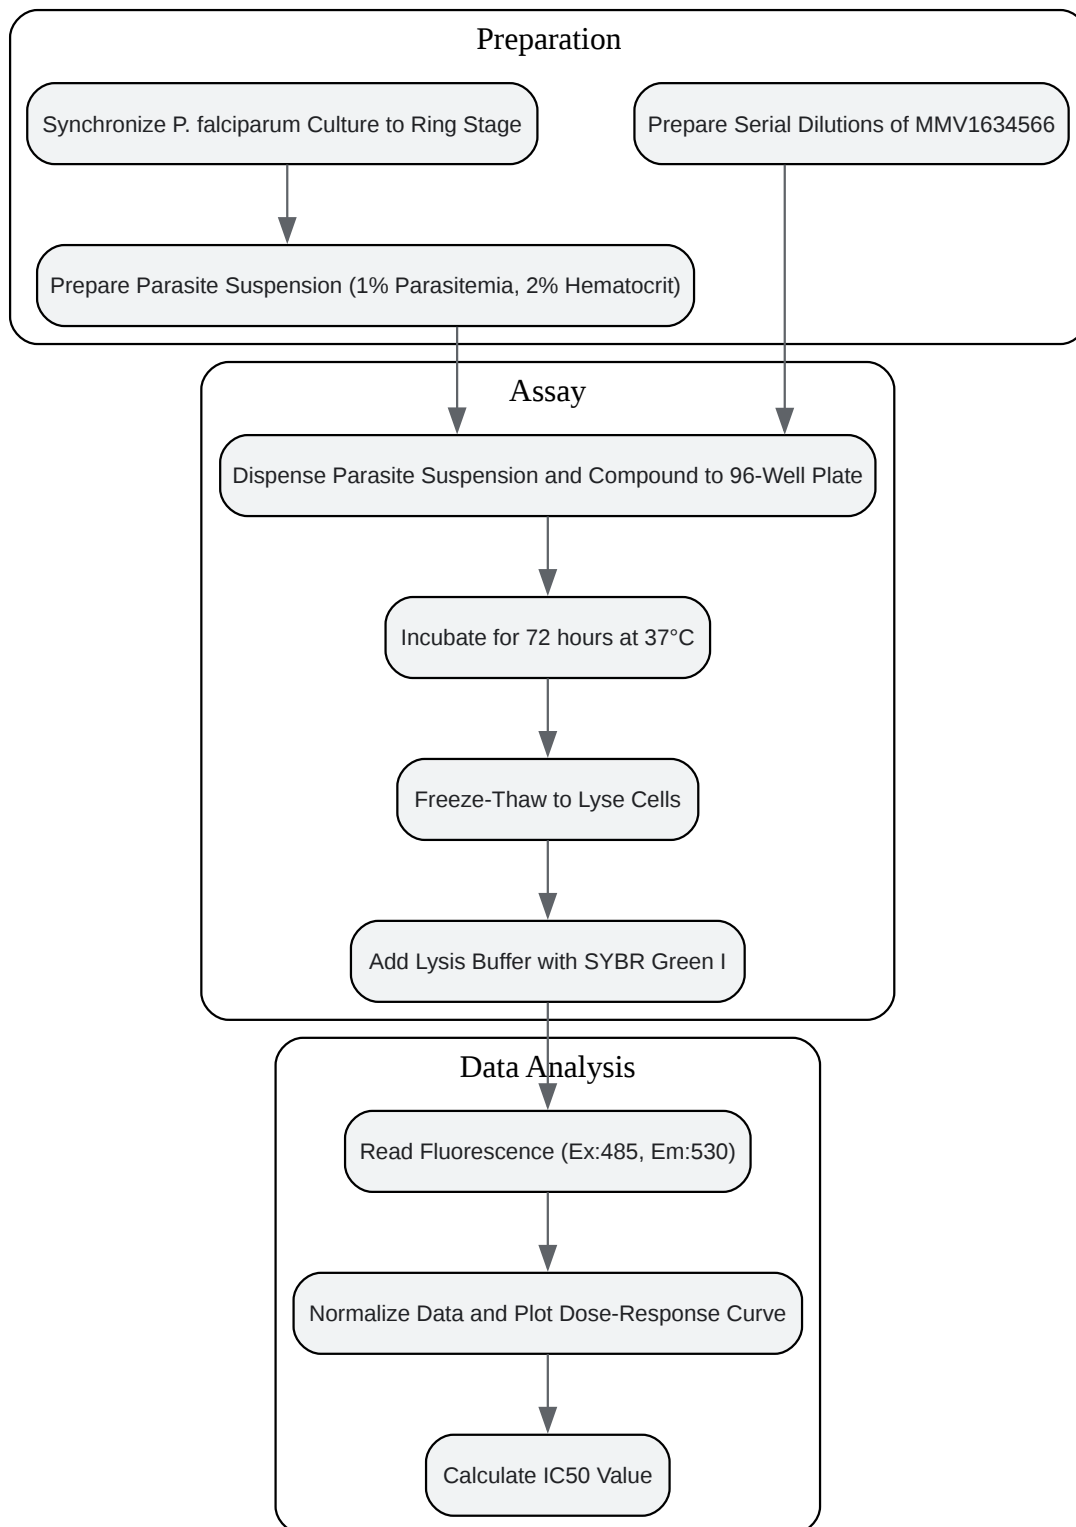 Preparation
Synchronize P. falciparum Culture to Ring Stage
Prepare Serial Dilutions of MMV1634566
Prepare Parasite Suspension (1% Parasitemia, 2% Hematocrit)
Assay
Dispense Parasite Suspension and Compound to 96-Well Plate
Incubate for 72 hours at 37°C
Freeze-Thaw to Lyse Cells
Add Lysis Buffer with SYBR Green I
Data Analysis
Read Fluorescence (Ex:485, Em:530)
Normalize Data and Plot Dose-Response Curve
Calculate IC50 Value